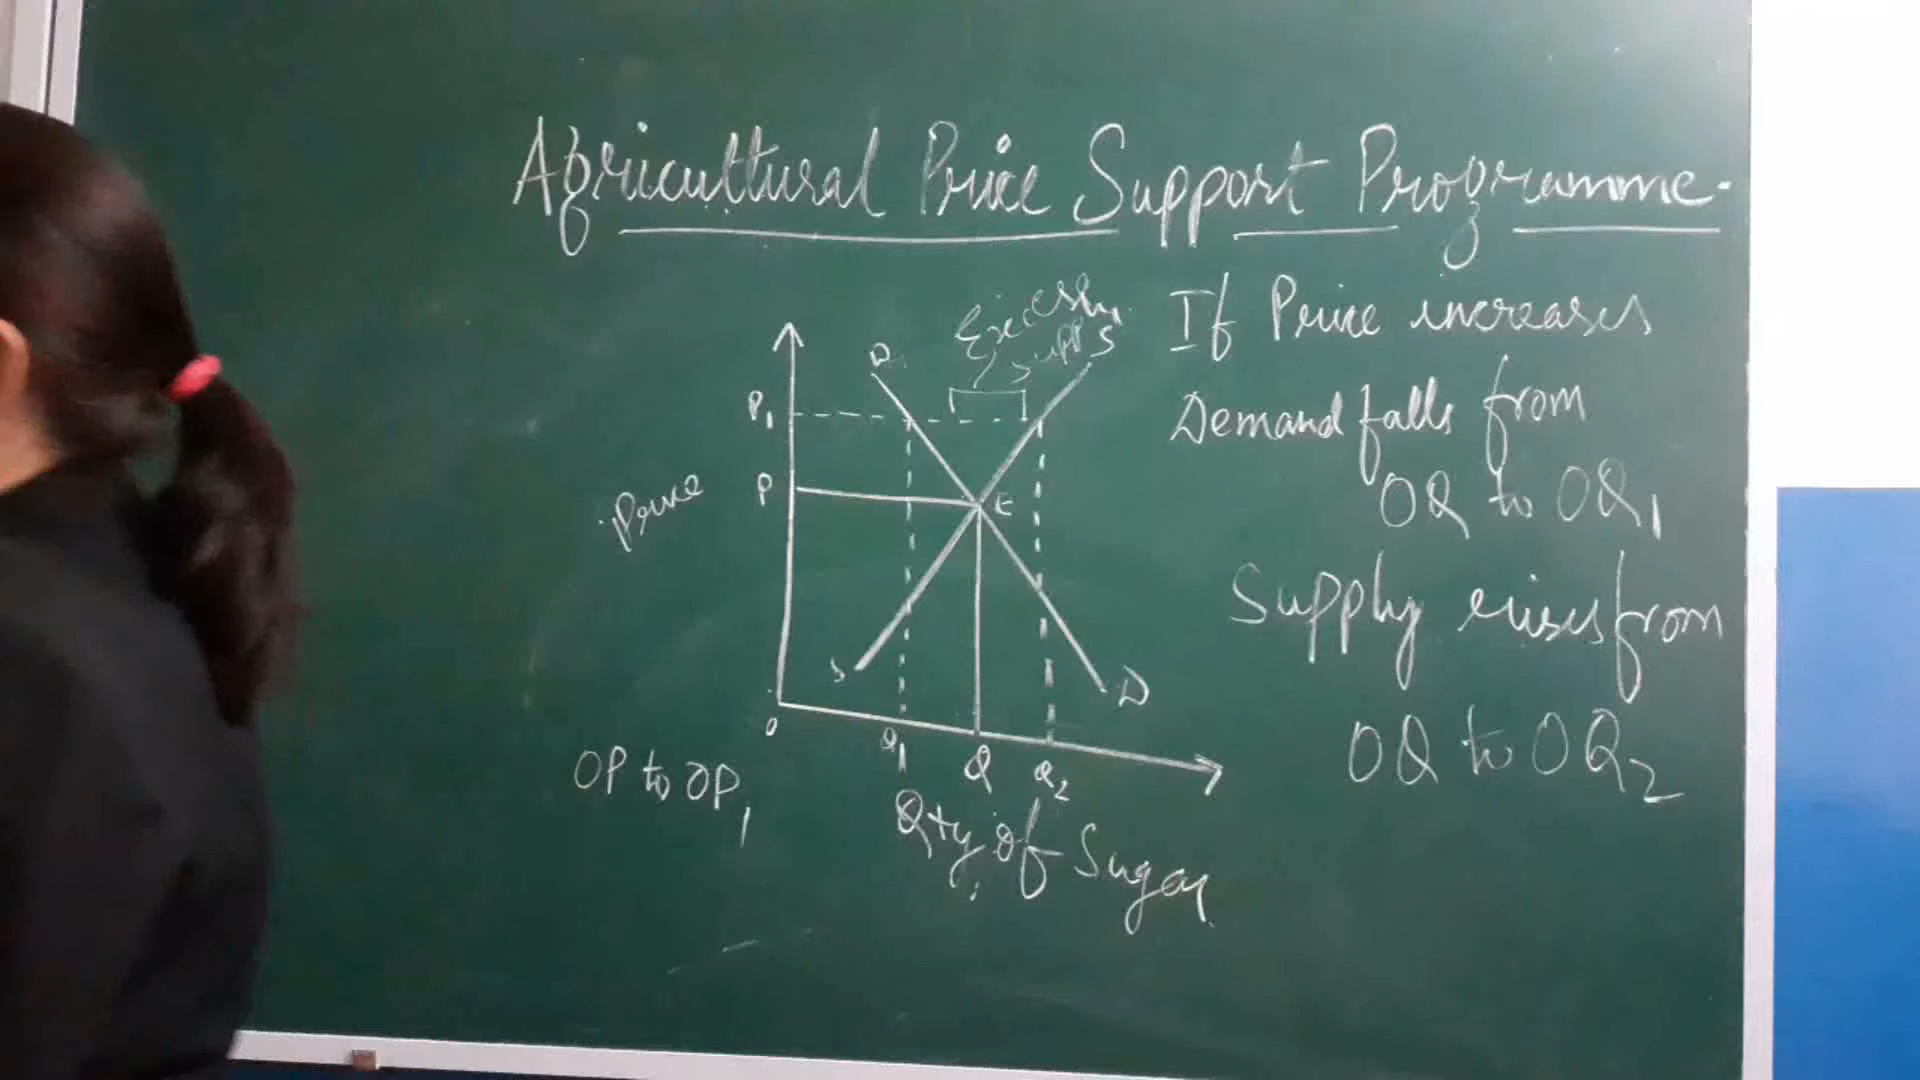 Agricultural Price Support Programme.
Excess
supply
If Price increases
Demand falls from
OQ to OQ1
Supply rises from
OQ to OQ2
D
S
P1
P
E
Price
S
D
O
Q1
Q
Q2
OP to OP1
Qty. of Sugar